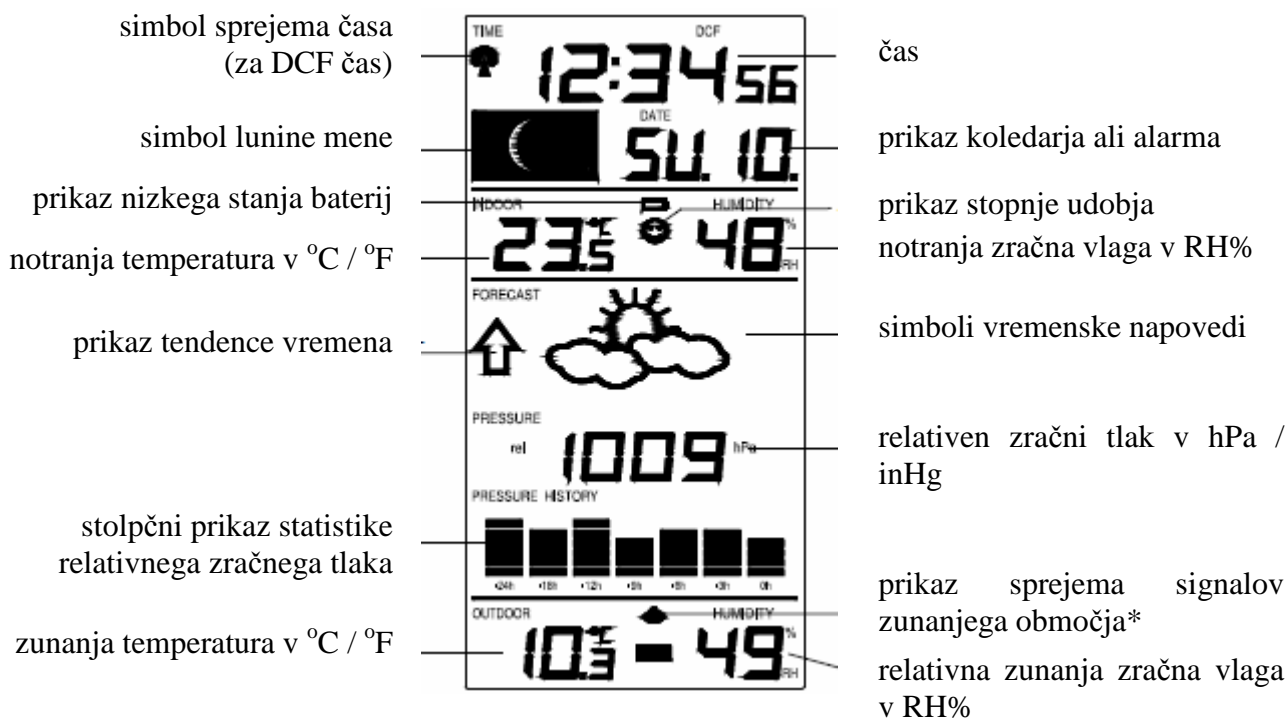 simbol sprejema časa
(za DCF čas)
simbol lunine mene
prikaz nizkega stanja baterij
notranja temperatura v °C / °F
prikaz tendence vremena
stolpčni prikaz statistike
relativnega zračnega tlaka
zunanja temperatura v °C / °F
TIME DCF
12:34 56
DATE
SU. 10.
INDOOR HUMIDITY
23.5 °C 48 % RH
FORECAST
PRESSURE
rel 1009 hPa
PRESSURE HISTORY
-24h -18h -12h -9h -6h -3h 0h
OUTDOOR HUMIDITY
10.3 °C 49 % RH
čas
prikaz koledarja ali alarma
prikaz stopnje udobja
notranja zračna vlaga v RH%
simboli vremenske napovedi
relativen zračni tlak v hPa /
inHg
prikaz sprejema signalov
zunanjega območja*
relativna zunanja zračna vlaga
v RH%